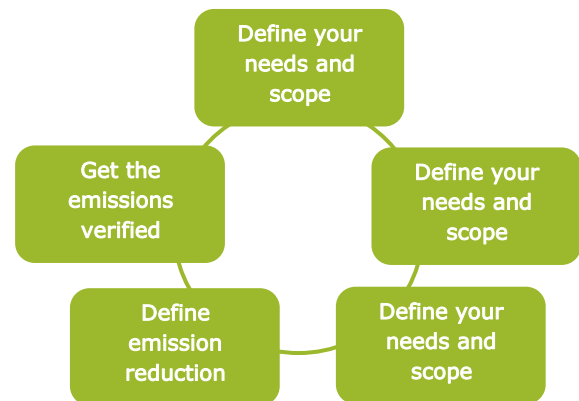 Define your
needs and
scope
Define your
needs and
scope
Define your
needs and
scope
Define
emission
reduction
Get the
emissions
verified